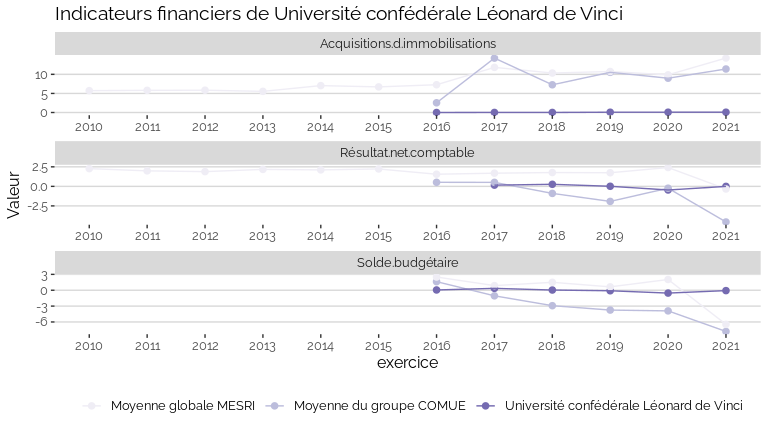 Indicateurs financiers de Université confédérale Léonard de Vinci
Acquisitions.d.immobilisations
10
5
0
2010 2011 2012 2013 2014 2015 2016 2017 2018 2019 2020 2021
Résultat.net.comptable
2.5
0.0
-2.5
2010 2011 2012 2013 2014 2015 2016 2017 2018 2019 2020 2021
Valeur
Solde.budgétaire
3
0
-3
-6
2010 2011 2012 2013 2014 2015 2016 2017 2018 2019 2020 2021
exercice
Moyenne globale MESRI Moyenne du groupe COMUE Université confédérale Léonard de Vinci